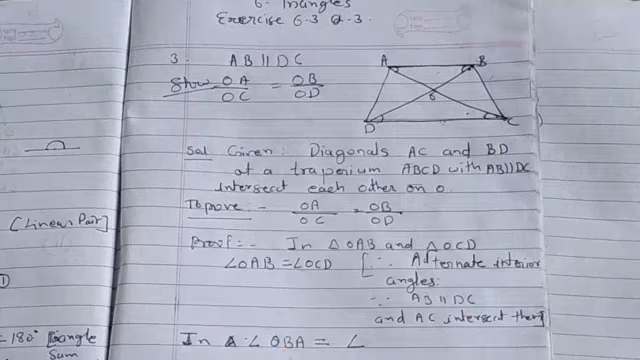 6. Triangles
Exercise 6.3 Q.3.
3. AB || DC
Show OA/OC = OB/OD
A B
O
D C
Sol. Given: Diagonals AC and BD
of a trapezium ABCD with AB||DC
intersect each other on O.
To prove:- OA/OC = OB/OD
[Linear Pair]
Proof:- In △OAB and △OCD
∠OAB = ∠OCD [∵ Alternate interior
angles:
∵ AB || DC
and AC intersect them]
= 180° Triangle
Sum
In ∠OBA = ∠